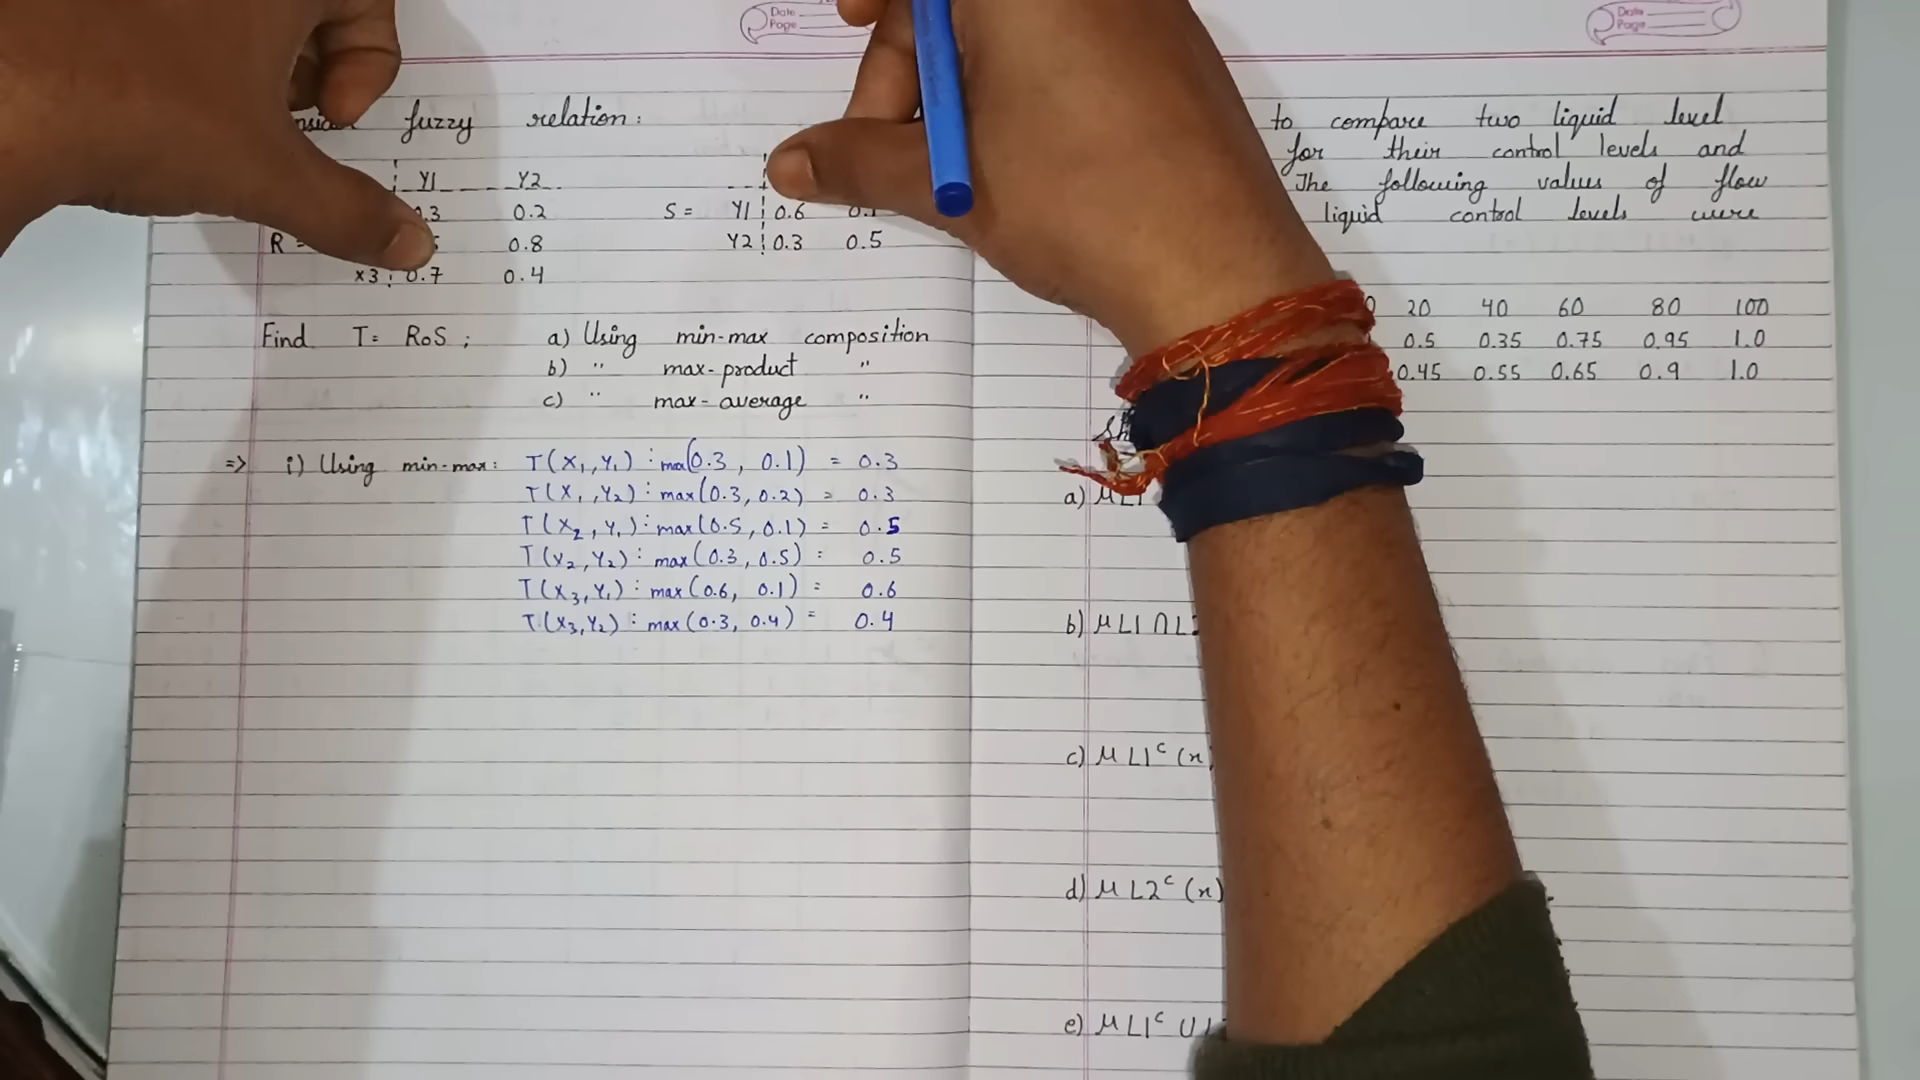 Date
Page
fuzzy relation:
Y1 Y2
0.3 0.2
R = 0.8
x3 0.7 0.4
S = Y1 0.6
Y2 0.3 0.5
Find T= RoS ; a) Using min-max composition
b) " max-product "
c) " max-average "
=> i) Using min-max: T(X1,Y1) : max(0.3, 0.1) = 0.3
T(X1,Y2) : max(0.3, 0.2) = 0.3
T(X2,Y1) : max(0.5, 0.1) = 0.5
T(X2,Y2) : max(0.3, 0.5) = 0.5
T(X3,Y1) : max(0.6, 0.1) = 0.6
T(X3,Y2) : max(0.3, 0.4) = 0.4
Date
Page
to compare two liquid level
for their control levels and
The following values of flow
liquid control levels were
0 20 40 60 80 100
0.5 0.35 0.75 0.95 1.0
0.45 0.55 0.65 0.9 1.0
a) μL1
b) μL1∩L2
c) μL1ᶜ(x
d) μL2ᶜ(x)
e) μL1ᶜ∪L